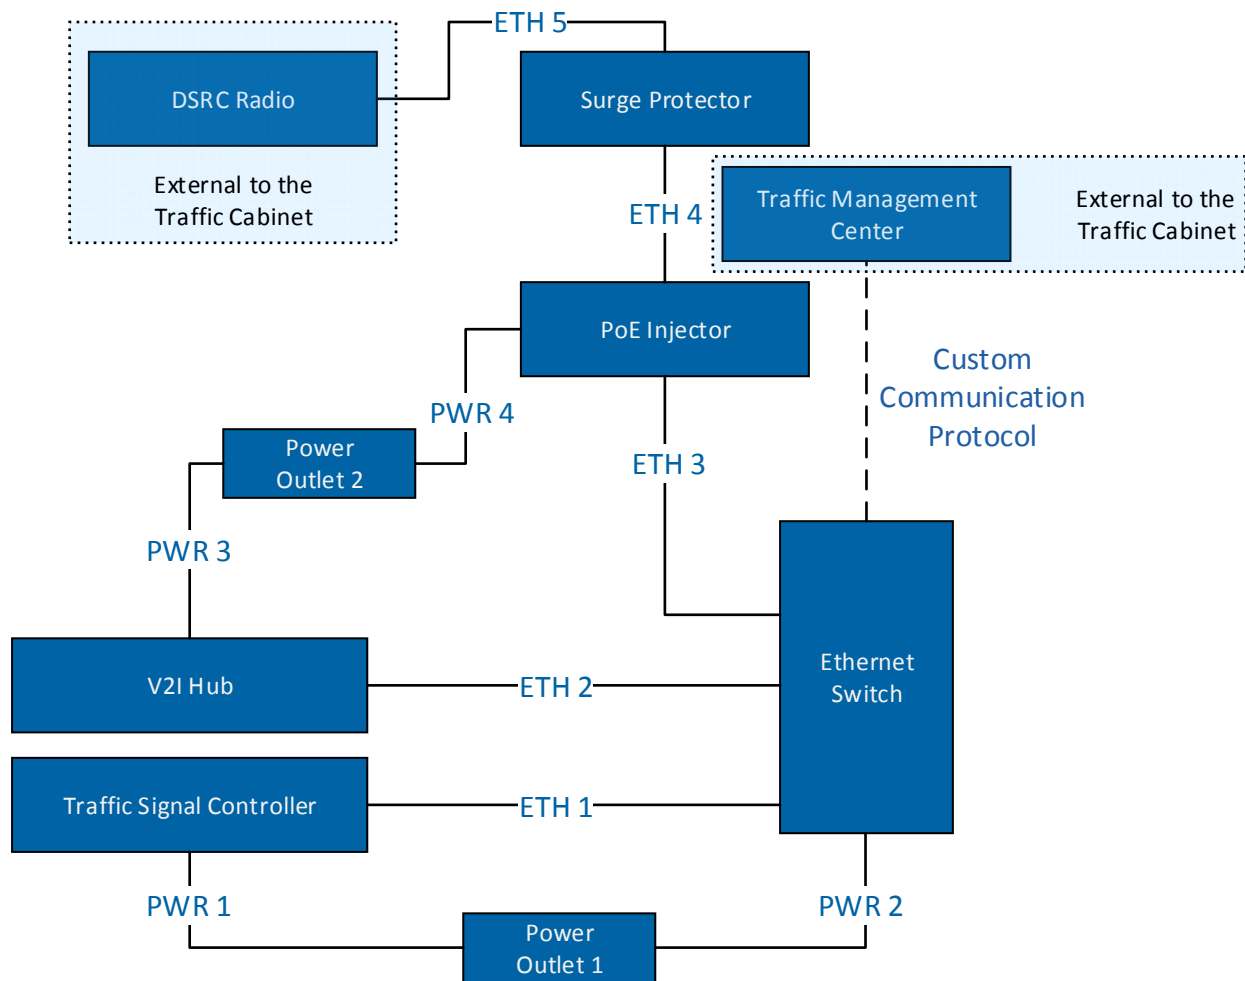 ETH 5
DSRC Radio
Surge Protector
External to the
Traffic Cabinet
ETH 4
Traffic Management
Center
External to the
Traffic Cabinet
PoE Injector
Custom
Communication
Protocol
PWR 4
Power
Outlet 2
ETH 3
PWR 3
V2I Hub
ETH 2
Ethernet
Switch
Traffic Signal Controller
ETH 1
PWR 1
PWR 2
Power
Outlet 1